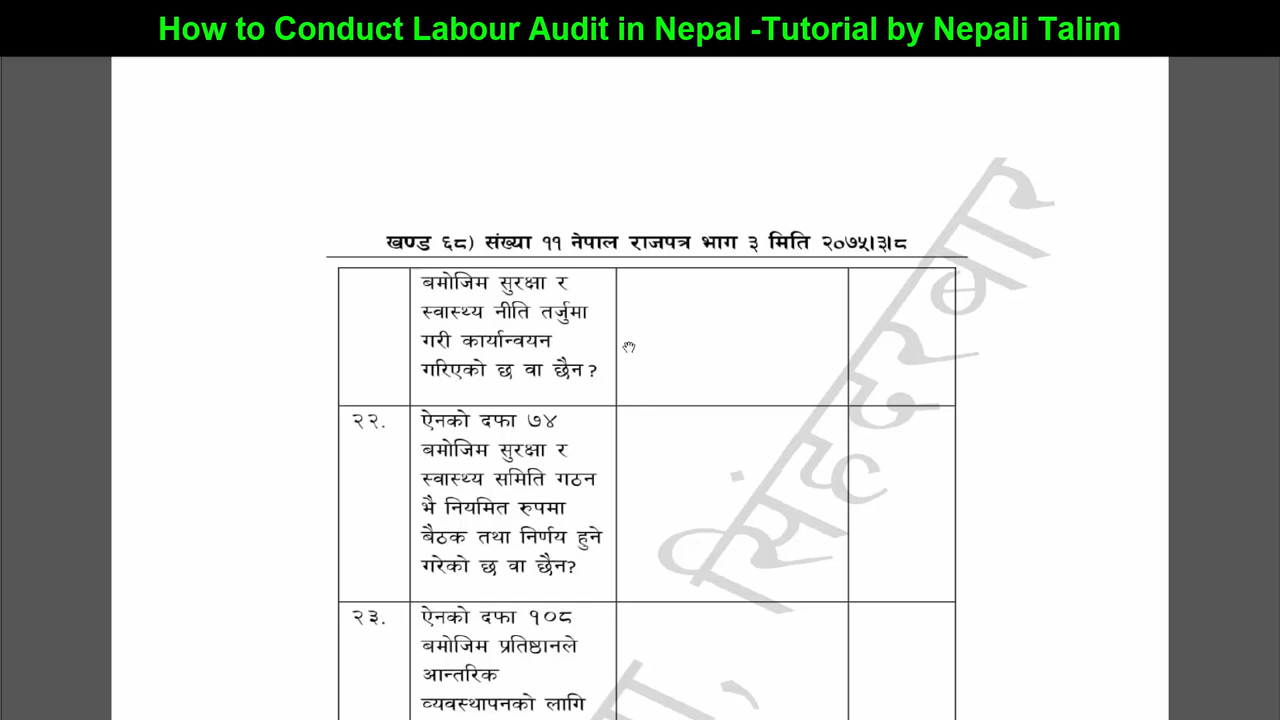 How to Conduct Labour Audit in Nepal -Tutorial by Nepali Talim
खण्ड ६८) संख्या ११ नेपाल राजपत्र भाग ३ मिति २०७५।३।८
बमोजिम सुरक्षा र
स्वास्थ्य नीति तर्जुमा
गरी कार्यान्वयन
गरिएको छ वा छैन?
२२. ऐनको दफा ७४
बमोजिम सुरक्षा र
स्वास्थ्य समिति गठन
भै नियमित रुपमा
बैठक तथा निर्णय हुने
गरेको छ वा छैन?
२३. ऐनको दफा १०८
बमोजिम प्रतिष्ठानले
आन्तरिक
व्यवस्थापनको लागि
सिंहदरबार